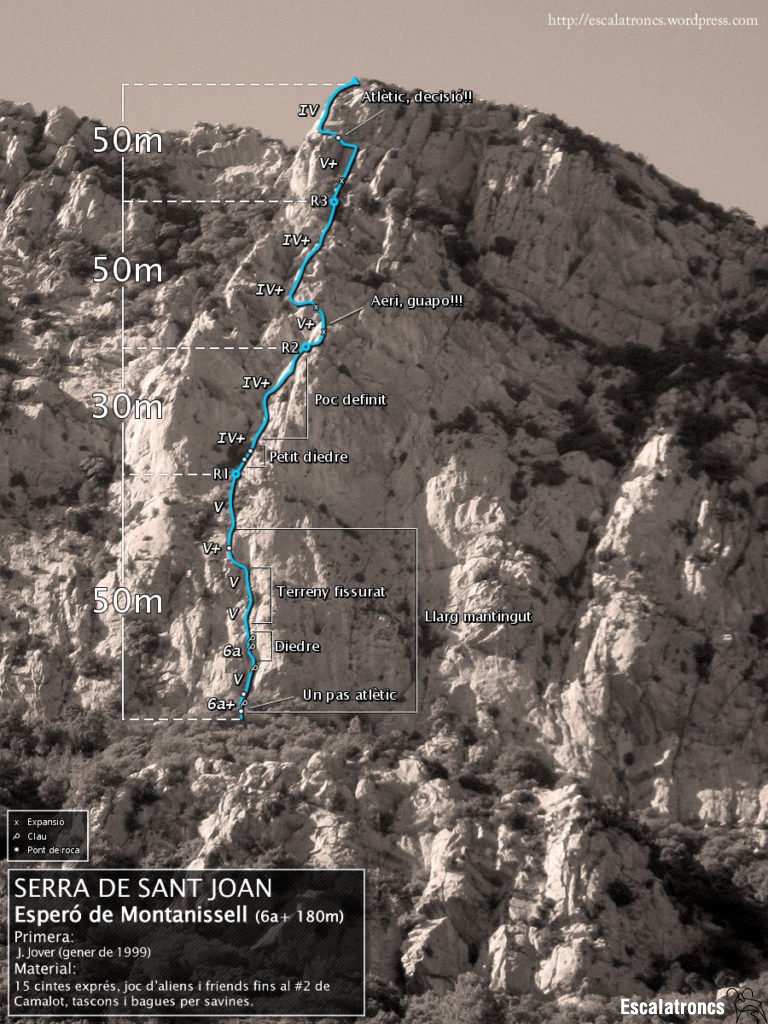 http://escalatroncs.wordpress.com
Atlètic, decisió!!
IV
50m
V+
R3
IV+
50m
IV+
Aeri, guapo!!!
V+
R2
IV+
Poc definit
30m
IV+
Petit diedre
R1
V
V+
V
Terreny fissurat
50m
V
Llarg mantingut
6a
Diedre
V
Un pas atlètic
6a+
x Expansió
Clau
Pont de roca
SERRA DE SANT JOAN
Esperó de Montanissell (6a+ 180m)
Primera:
J. Jover (gener de 1999)
Material:
15 cintes exprés, joc d'aliens i friends fins al #2 de
Camalot, tascons i bagues per savines.
Escalatroncs